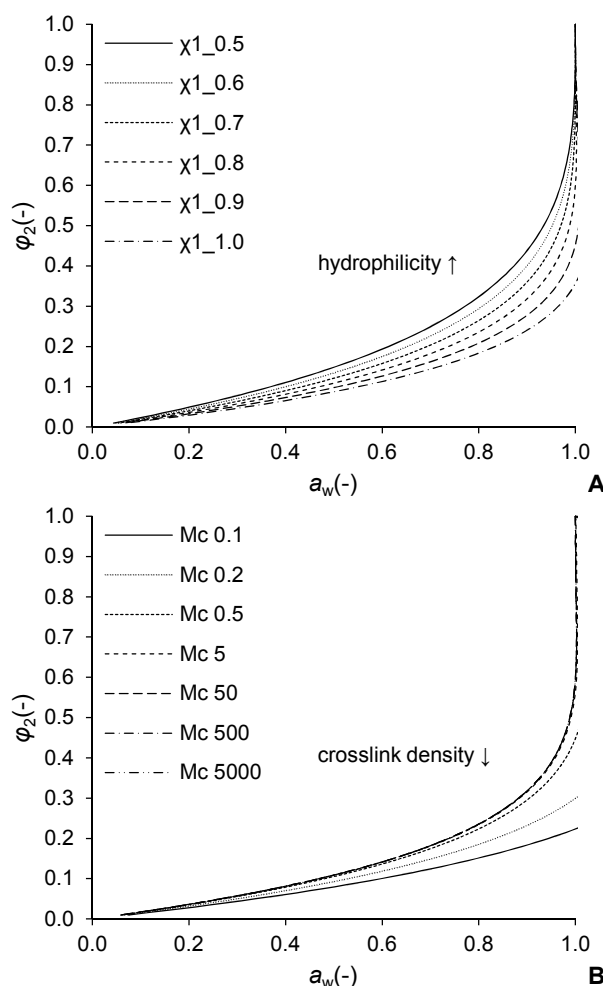 1.0
0.9
0.8
0.7
0.6
0.5
0.4
0.3
0.2
0.1
0.0
φ2(-)
χ1_0.5
χ1_0.6
χ1_0.7
χ1_0.8
χ1_0.9
χ1_1.0
hydrophilicity ↑
0.0 0.2 0.4 0.6 0.8 1.0
aw(-)
A
1.0
0.9
0.8
0.7
0.6
0.5
0.4
0.3
0.2
0.1
0.0
φ2(-)
Mc 0.1
Mc 0.2
Mc 0.5
Mc 5
Mc 50
Mc 500
Mc 5000
crosslink density ↓
0.0 0.2 0.4 0.6 0.8 1.0
aw(-)
B